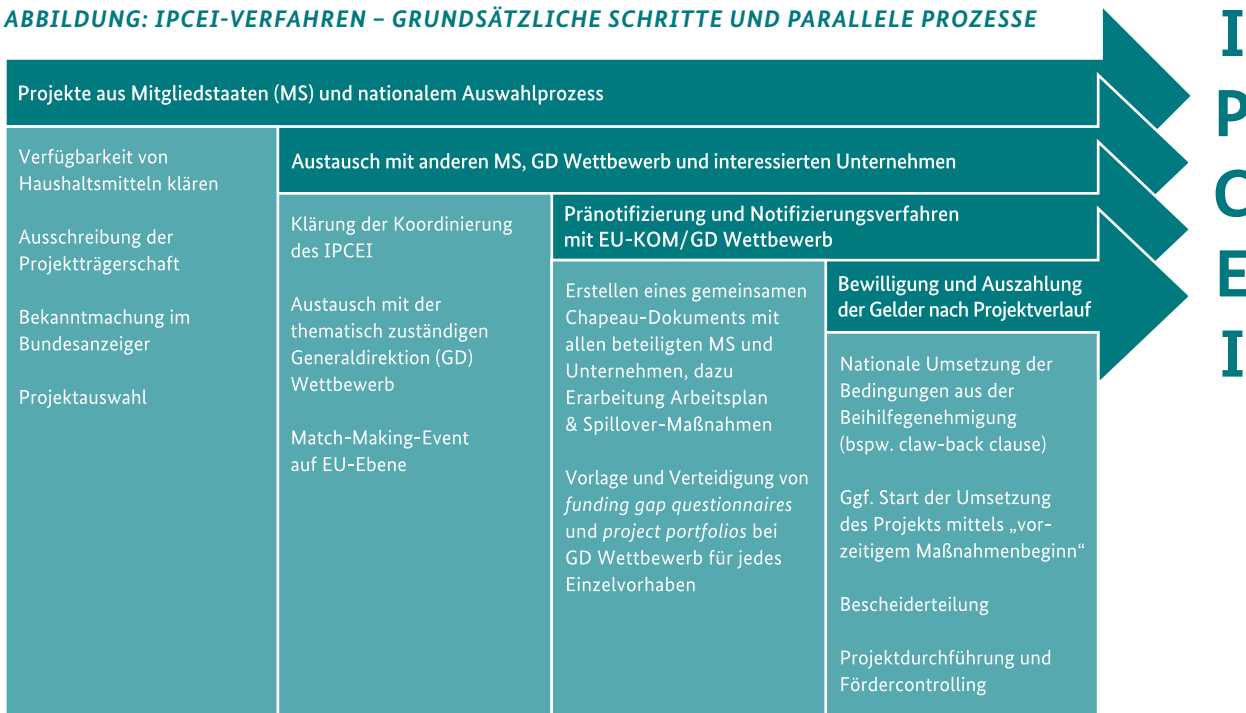 ABBILDUNG: IPCEI-VERFAHREN – GRUNDSÄTZLICHE SCHRITTE UND PARALLELE PROZESSE
Projekte aus Mitgliedstaaten (MS) und nationalem Auswahlprozess
Verfügbarkeit von
Haushaltsmitteln klären
Ausschreibung der
Projektträgerschaft
Bekanntmachung im
Bundesanzeiger
Projektauswahl
Austausch mit anderen MS, GD Wettbewerb und interessierten Unternehmen
Klärung der Koordinierung
des IPCEI
Austausch mit der
thematisch zuständigen
Generaldirektion (GD)
Wettbewerb
Match-Making-Event
auf EU-Ebene
Pränotifizierung und Notifizierungsverfahren
mit EU-KOM/GD Wettbewerb
Erstellen eines gemeinsamen
Chapeau-Dokuments mit
allen beteiligten MS und
Unternehmen, dazu
Erarbeitung Arbeitsplan
& Spillover-Maßnahmen
Vorlage und Verteidigung von
funding gap questionnaires
und project portfolios bei
GD Wettbewerb für jedes
Einzelvorhaben
Bewilligung und Auszahlung
der Gelder nach Projektverlauf
Nationale Umsetzung der
Bedingungen aus der
Beihilfegenehmigung
(bspw. claw-back clause)
Ggf. Start der Umsetzung
des Projekts mittels „vor-
zeitigem Maßnahmenbeginn“
Bescheiderteilung
Projektdurchführung und
Fördercontrolling
I
P
C
E
I